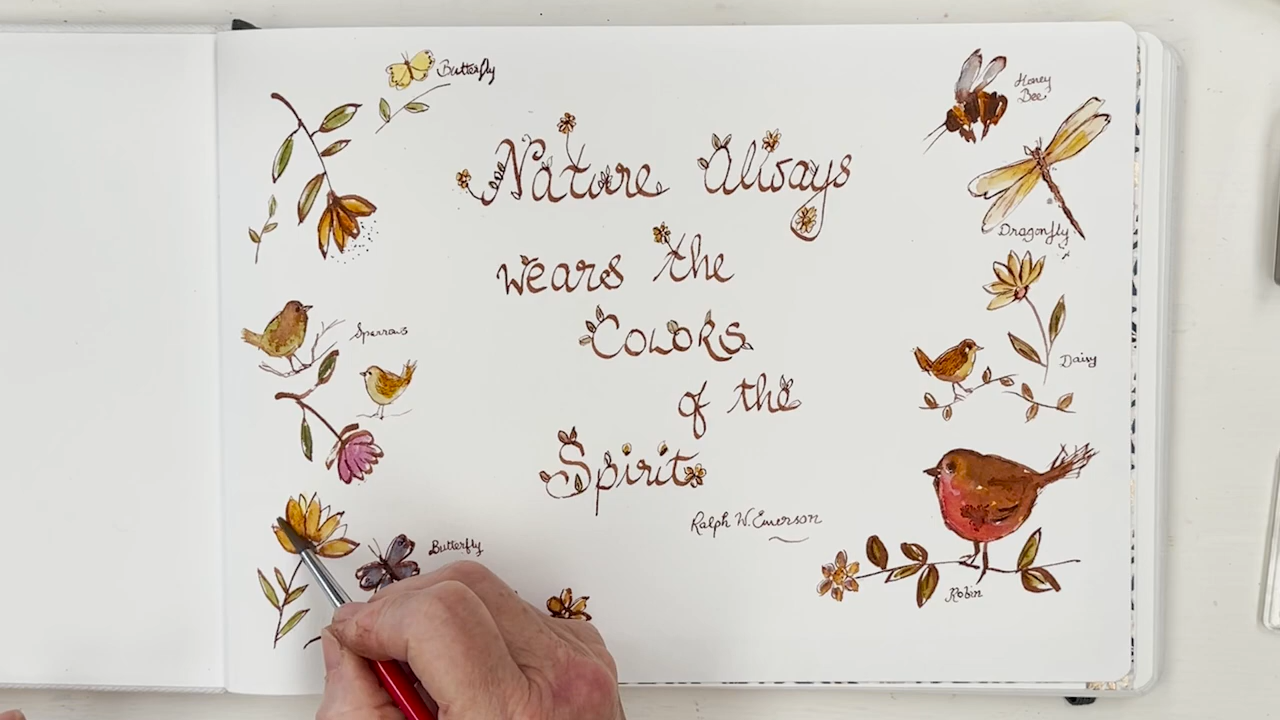 Butterfly
Honey
Bee
Nature Always
Dragonfly
wears the
Sparrows
Colors
Daisy
of the
Spirit
Ralph W. Emerson
Butterfly
Robin